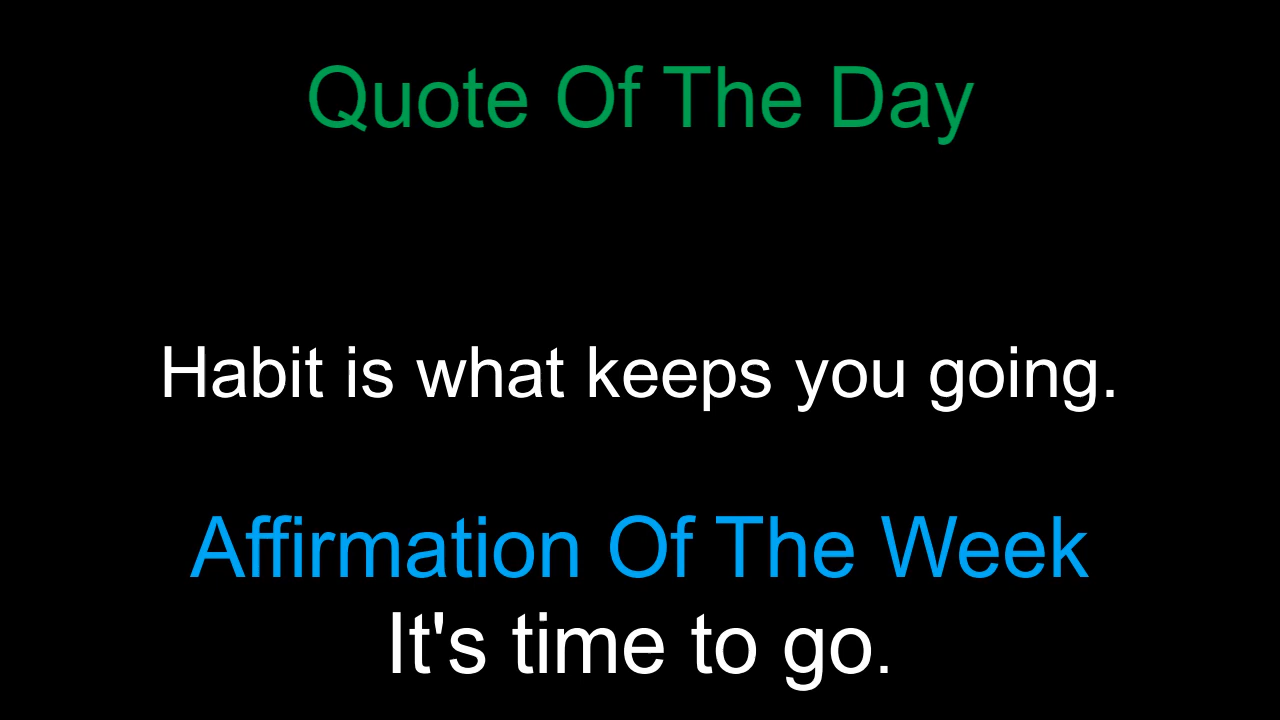 Quote Of The Day
Habit is what keeps you going.
Affirmation Of The Week
It's time to go.